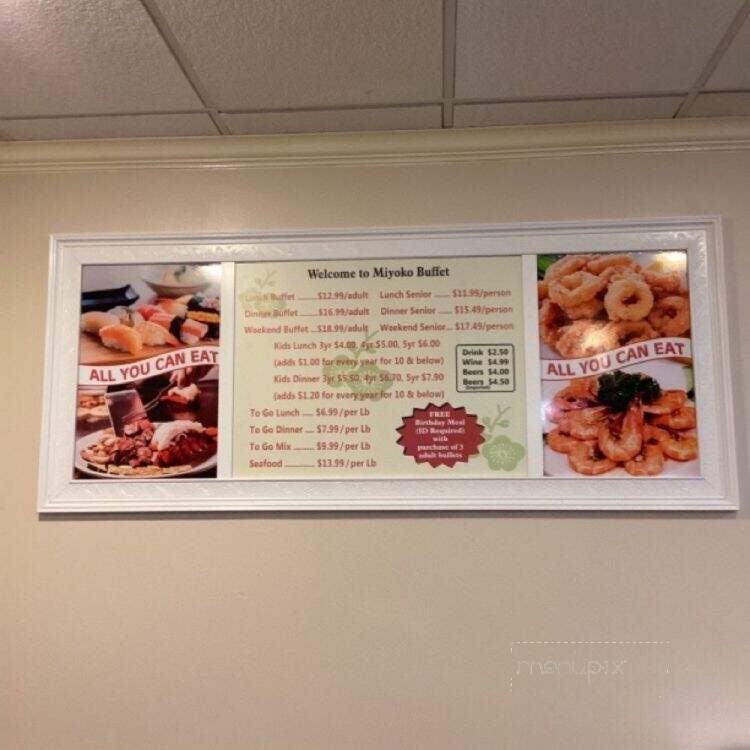 Welcome to Miyoko Buffet
Lunch Buffet ........ $12.99/adult Lunch Senior ...... $11.99/person
Dinner Buffet ...... $16.99/adult Dinner Senior ..... $15.49/person
Weekend Buffet ... $18.99/adult Weekend Senior... $17.49/person
Kids Lunch 3yr $4.00, 4yr $5.00, 5yr $6.00
(adds $1.00 for every year for 10 & below)
Kids Dinner 3yr $5.50, 4yr $6.70, 5yr $7.90
(adds $1.20 for every year for 10 & below)
To Go Lunch ..... $6.99/per Lb
To Go Dinner .... $7.99/per Lb
To Go Mix ......... $9.99/per Lb
Seafood ............. $13.99/per Lb
Drink $2.50
Wine $4.99
Beers $4.00
Beers $4.50
(Imported)
FREE
Birthday Meal
(ID Required)
with
purchase of 3
adult buffets
ALL YOU CAN EAT
ALL YOU CAN EAT
menupix